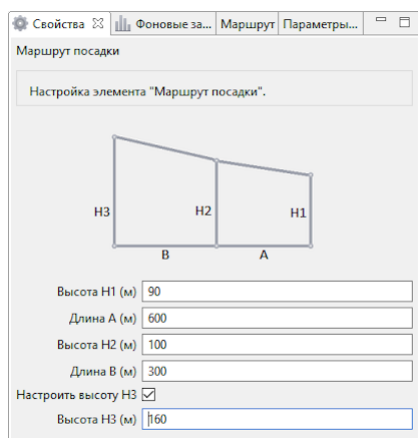 Свойства Фоновые за... Маршрут Параметры...
Маршрут посадки
Настройка элемента "Маршрут посадки".
H3 H2 H1
B A
Высота H1 (м) 90
Длина A (м) 600
Высота H2 (м) 100
Длина B (м) 300
Настроить высоту H3
Высота H3 (м) 160